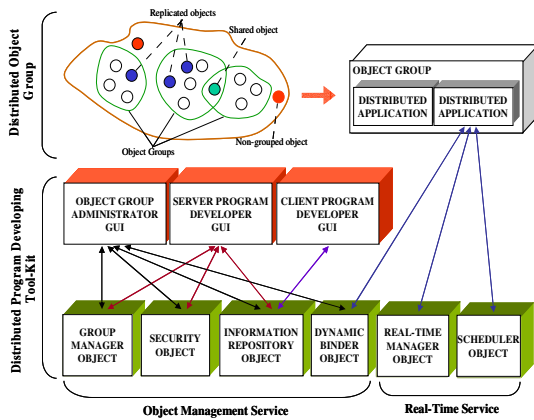 Distributed Object
Group
Replicated objects
Shared object
Object Groups
Non-grouped object
OBJECT GROUP
DISTRIBUTED
APPLICATION
DISTRIBUTED
APPLICATION
Distributed Program Developing
Tool-Kit
OBJECT GROUP
ADMINISTRATOR
GUI
SERVER PROGRAM
DEVELOPER
GUI
CLIENT PROGRAM
DEVELOPER
GUI
GROUP
MANAGER
OBJECT
SECURITY
OBJECT
INFORMATION
REPOSITORY
OBJECT
DYNAMIC
BINDER
OBJECT
REAL-TIME
MANAGER
OBJECT
SCHEDULER
OBJECT
Object Management Service
Real-Time Service